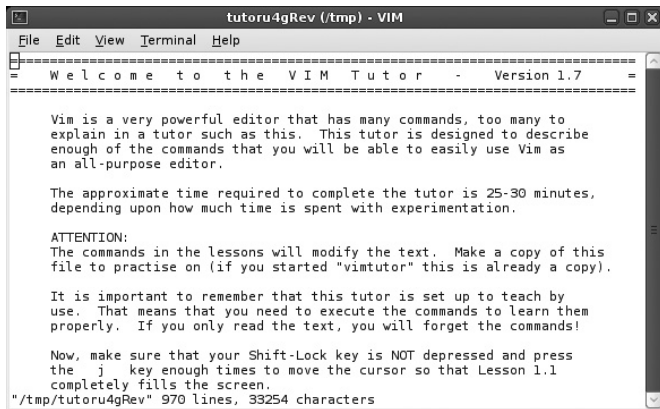 tutoru4gRev (/tmp) - VIM
File Edit View Terminal Help
================================================================================
=    W e l c o m e   t o   t h e   V I M   T u t o r    -    Version 1.7      =
================================================================================
Vim is a very powerful editor that has many commands, too many to
explain in a tutor such as this.  This tutor is designed to describe
enough of the commands that you will be able to easily use Vim as
an all-purpose editor.
The approximate time required to complete the tutor is 25-30 minutes,
depending upon how much time is spent with experimentation.
ATTENTION:
The commands in the lessons will modify the text.  Make a copy of this
file to practise on (if you started "vimtutor" this is already a copy).
It is important to remember that this tutor is set up to teach by
use.  That means that you need to execute the commands to learn them
properly.  If you only read the text, you will forget the commands!
Now, make sure that your Shift-Lock key is NOT depressed and press
the   j   key enough times to move the cursor so that Lesson 1.1
completely fills the screen.
"/tmp/tutoru4gRev" 970 lines, 33254 characters